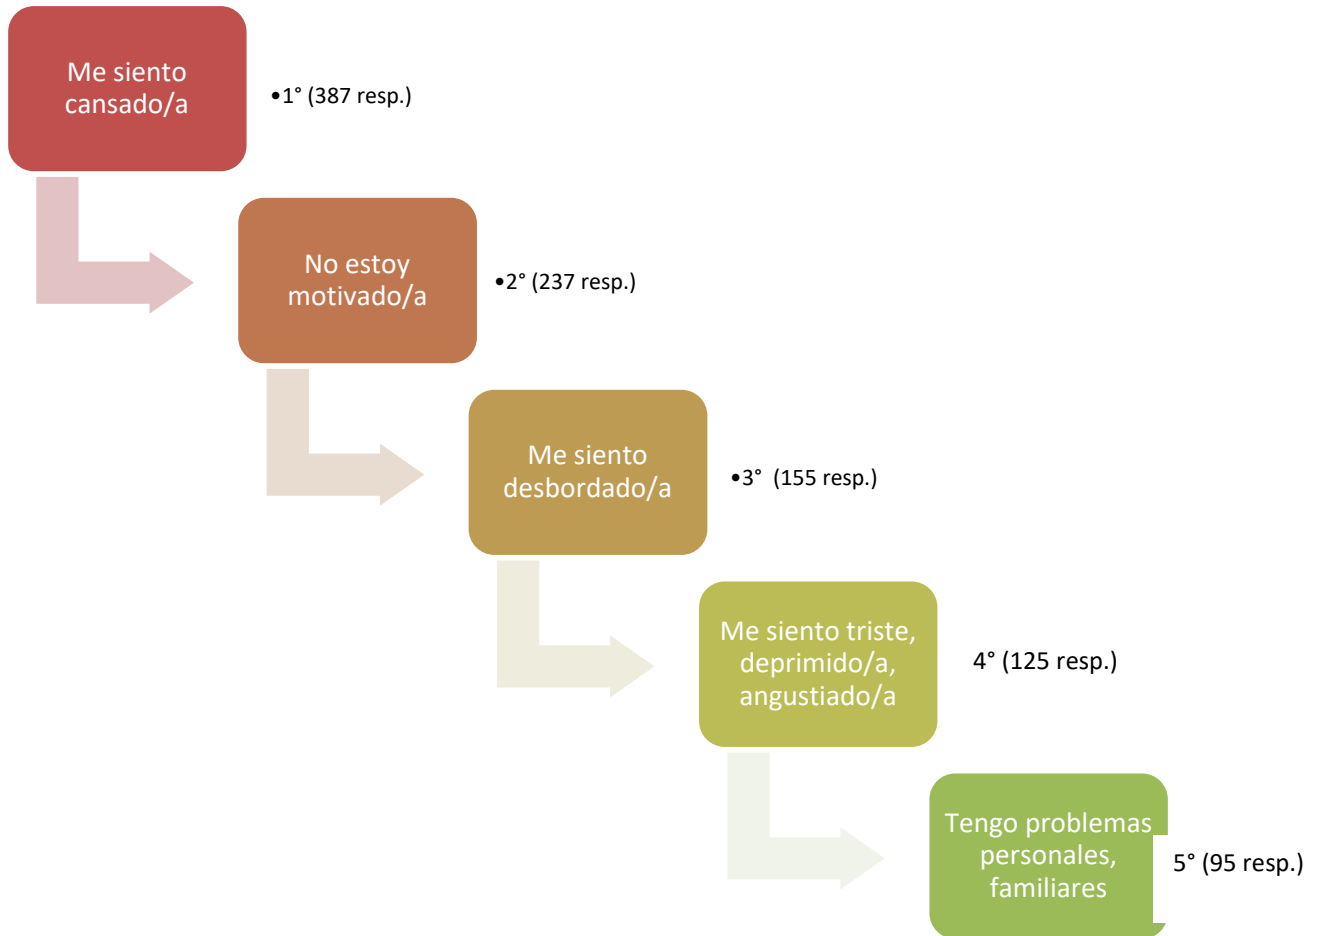 Me siento
cansado/a
•1° (387 resp.)
No estoy
motivado/a
•2° (237 resp.)
Me siento
desbordado/a
•3°  (155 resp.)
Me siento triste,
deprimido/a,
angustiado/a
4° (125 resp.)
Tengo problemas
personales,
familiares
5° (95 resp.)